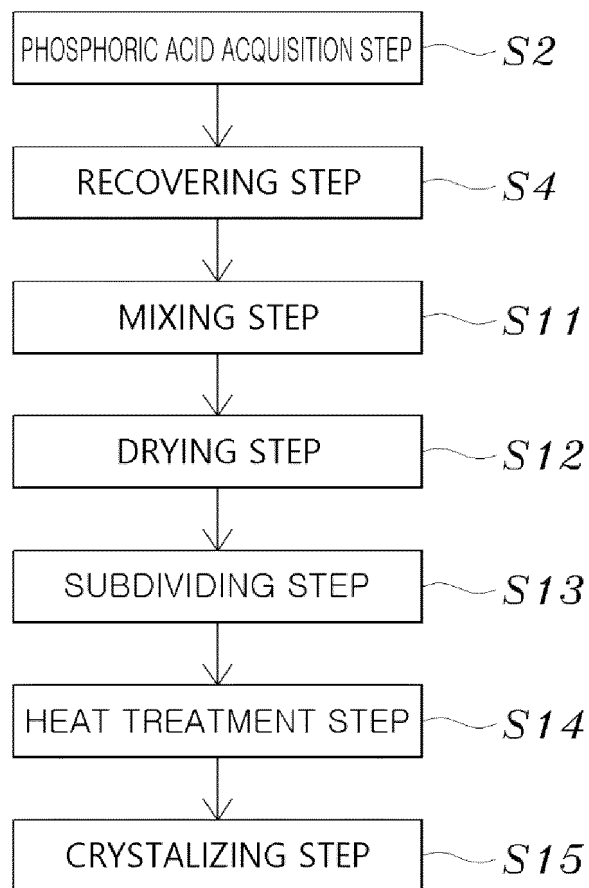 PHOSPHORIC ACID ACQUISITION STEP S2
RECOVERING STEP S4
MIXING STEP S11
DRYING STEP S12
SUBDIVIDING STEP S13
HEAT TREATMENT STEP S14
CRYSTALIZING STEP S15